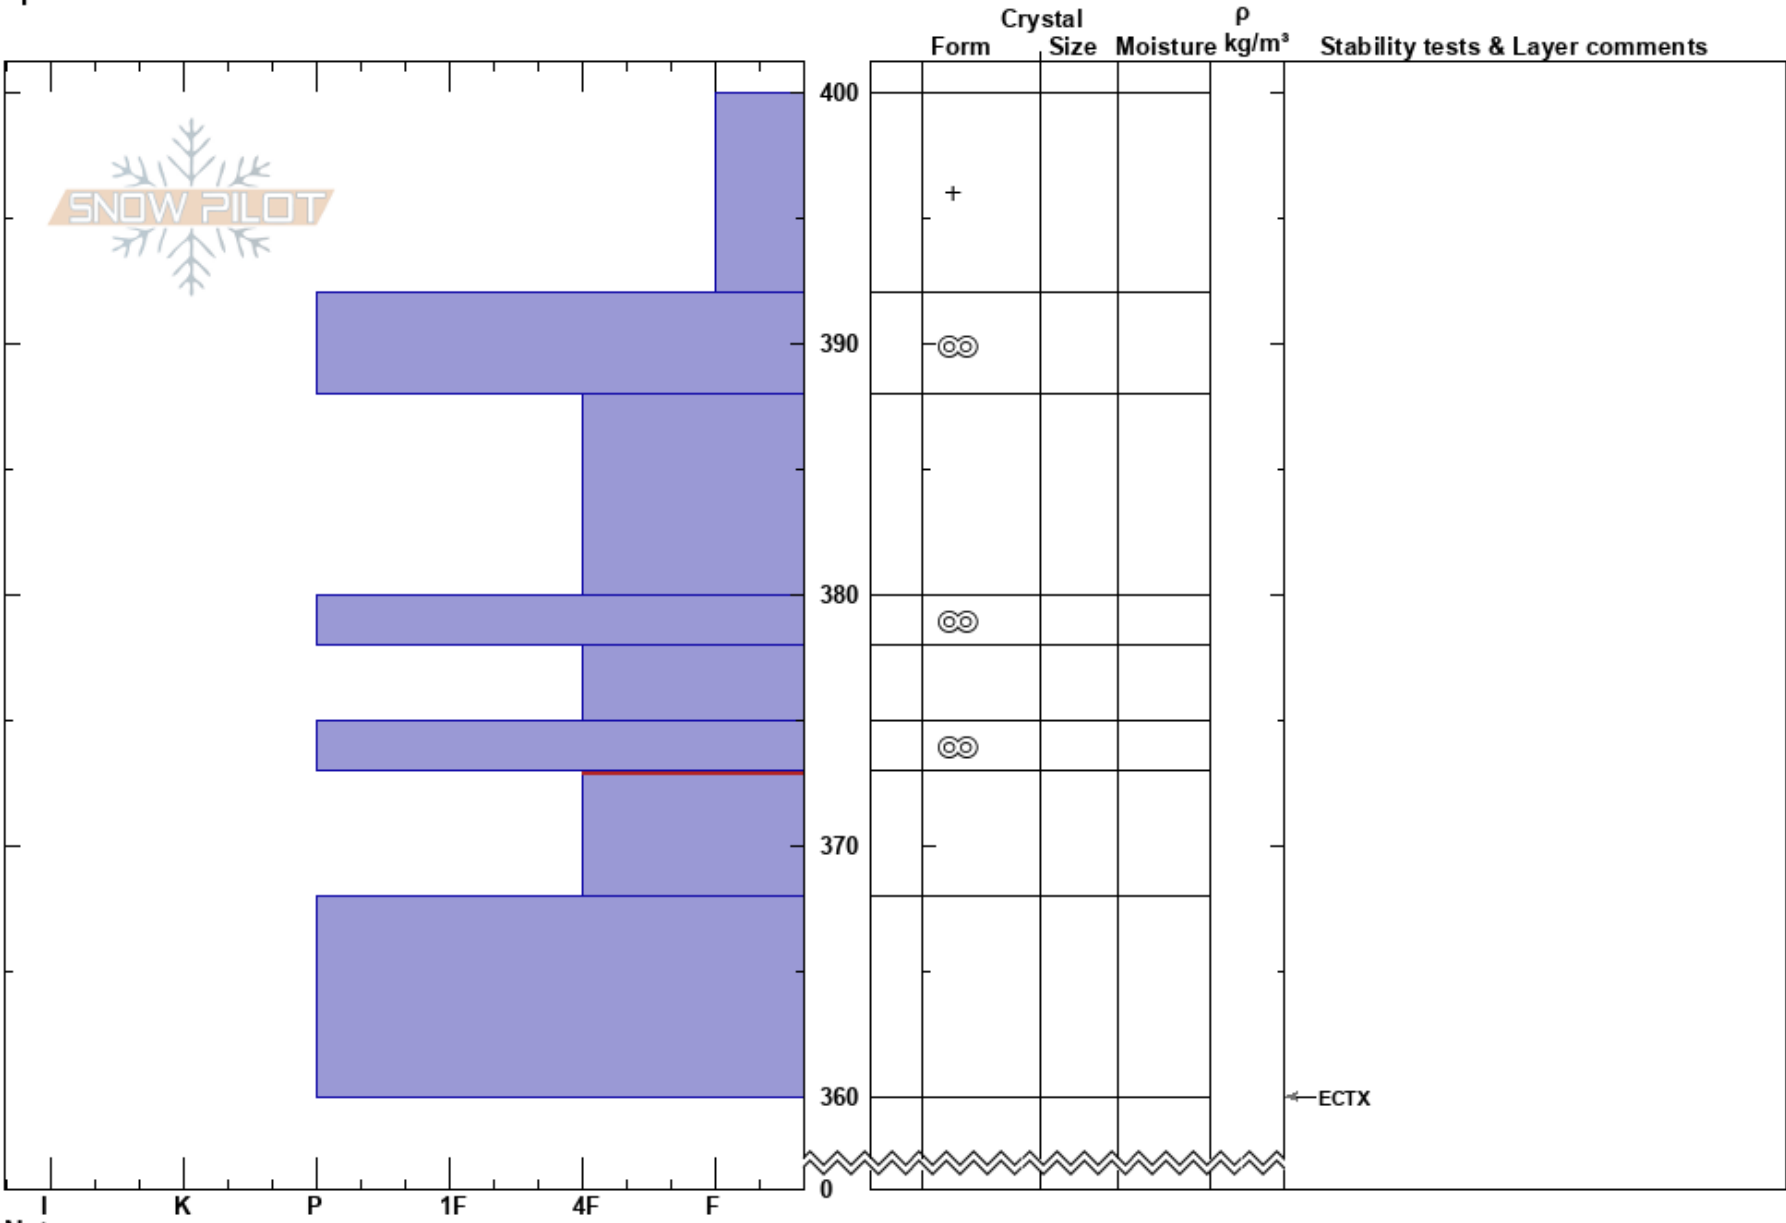 Crystal ρ
Form Size Moisture kg/m³ Stability tests & Layer comments
400
SNOW PILOT
+
390
380
370
360 ECTX
0
I K P 1F 4F F